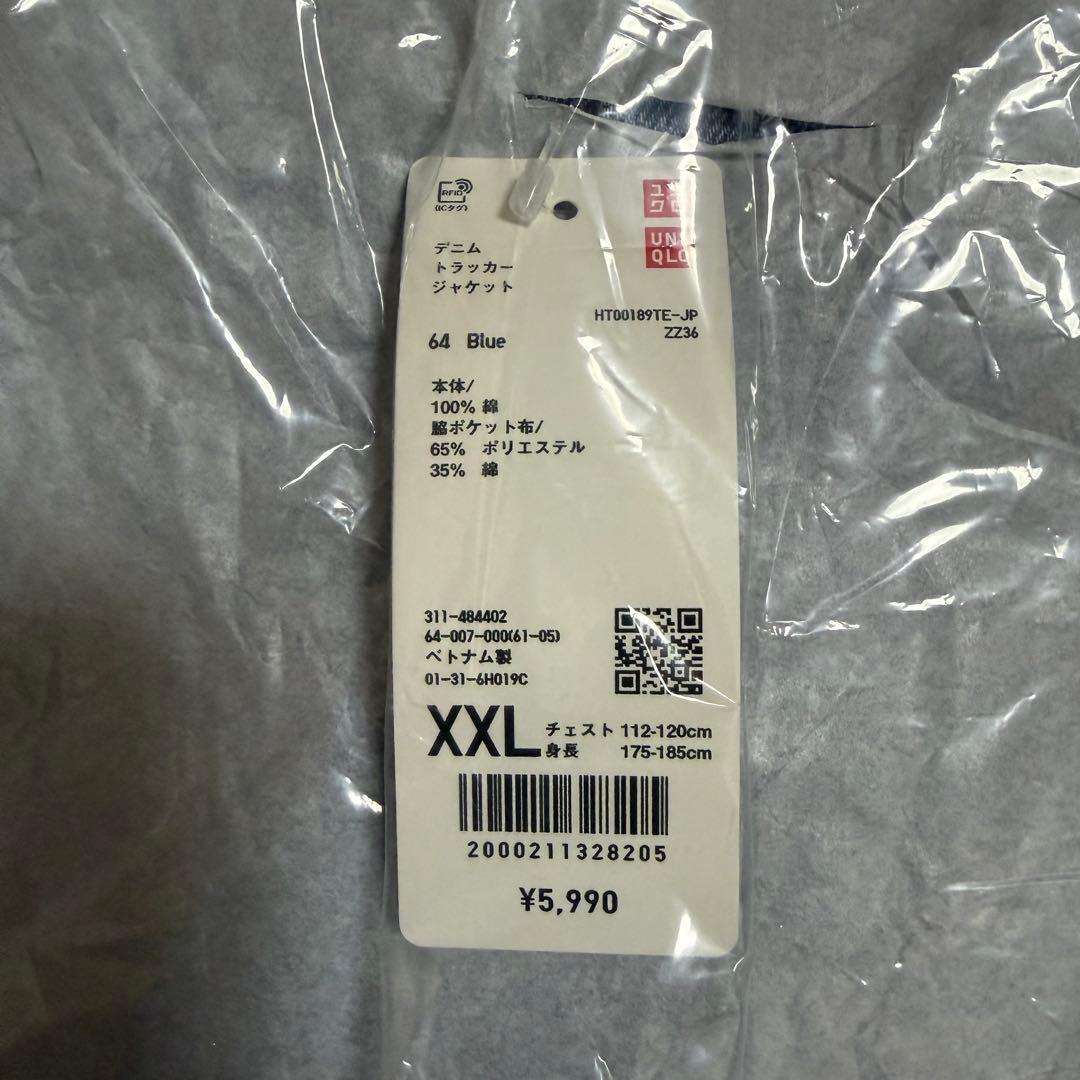 RFID
(ICタグ)
ユニ
クロ
UNI
QLO
デニム
トラッカー
ジャケット
HT00189TE-JP
ZZ36
64 Blue
本体/
100% 綿
脇ポケット布/
65% ポリエステル
35% 綿
311-484402
64-007-000(61-05)
ベトナム製
01-31-6H019C
XXL
チェスト 112-120cm
身長 175-185cm
2000211328205
¥5,990